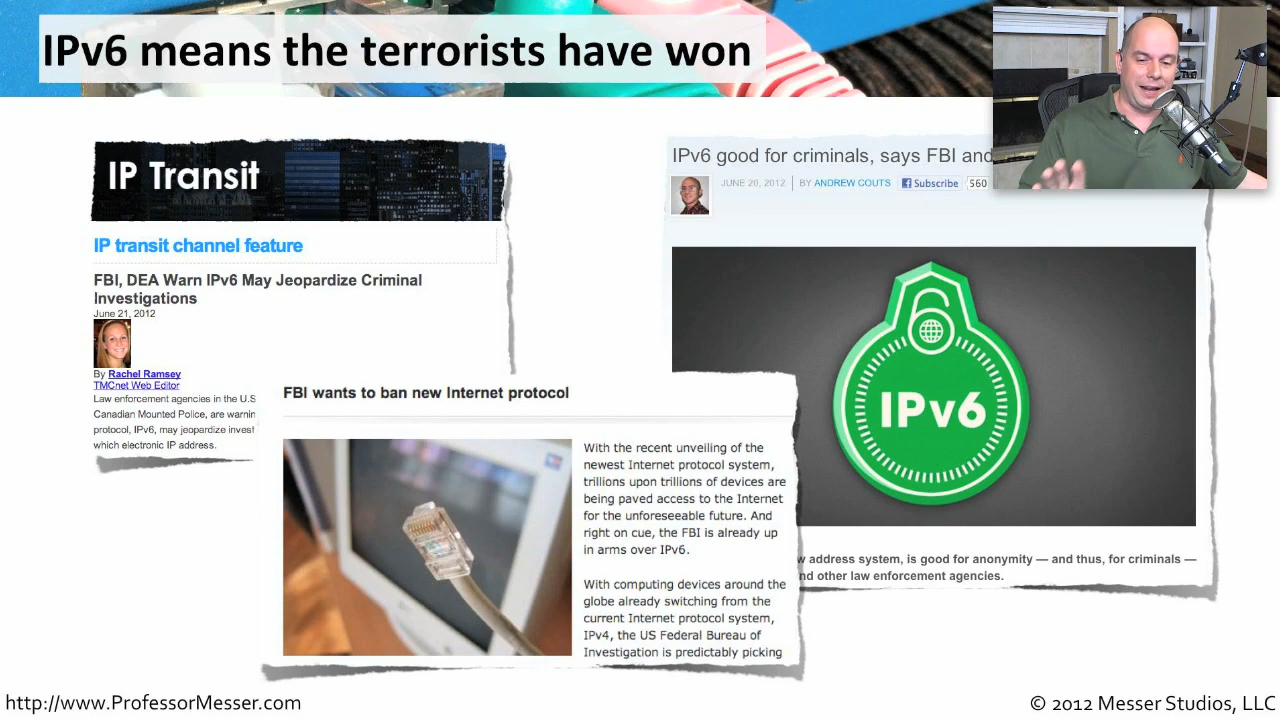 IPv6 means the terrorists have won
IP Transit
IP transit channel feature
FBI, DEA Warn IPv6 May Jeopardize Criminal
Investigations
June 21, 2012
By Rachel Ramsey
TMCnet Web Editor
Law enforcement agencies in the U.S
Canadian Mounted Police, are warnin
protocol, IPv6, may jeopardize invest
which electronic IP address.
IPv6 good for criminals, says FBI and
JUNE 20, 2012 | BY ANDREW COUTS Subscribe 560
6
IPv6
w address system, is good for anonymity — and thus, for criminals —
nd other law enforcement agencies.
FBI wants to ban new Internet protocol
With the recent unveiling of the
newest Internet protocol system,
trillions upon trillions of devices are
being paved access to the Internet
for the unforeseeable future. And
right on cue, the FBI is already up
in arms over IPv6.
With computing devices around the
globe already switching from the
current Internet protocol system,
IPv4, the US Federal Bureau of
Investigation is predictably picking
http://www.ProfessorMesser.com
© 2012 Messer Studios, LLC